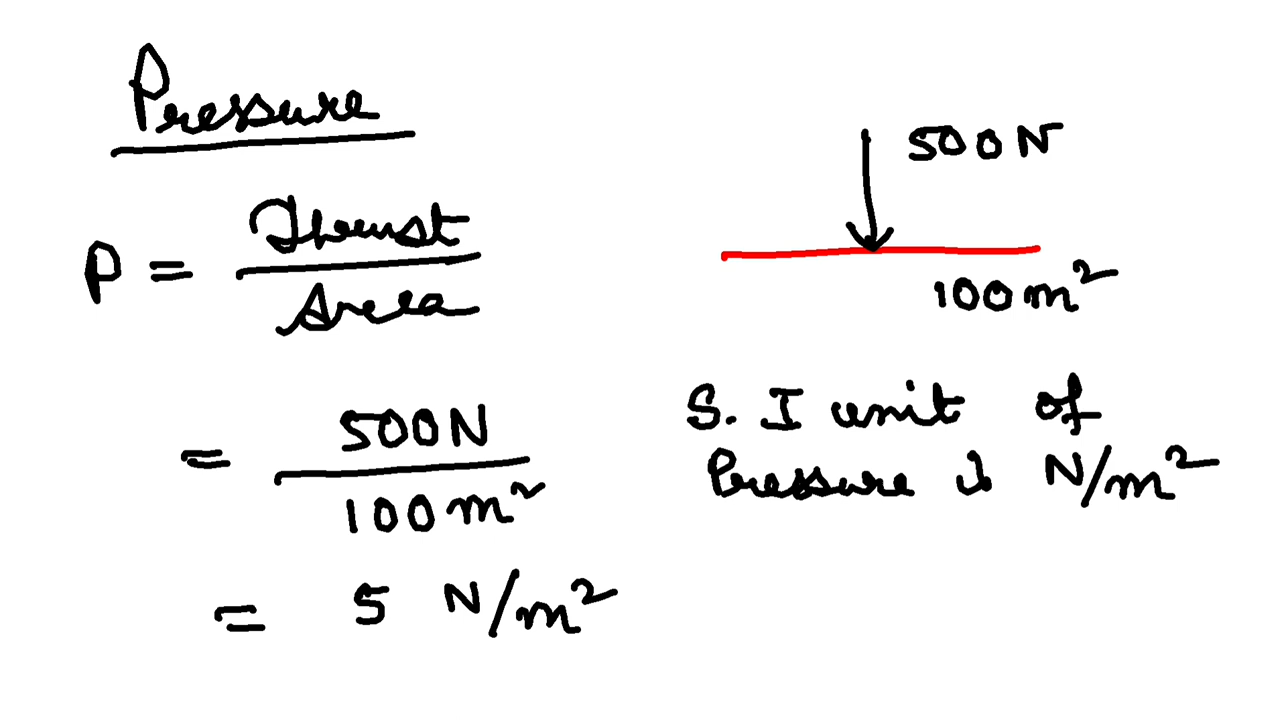 Pressure
P = Thrust
Area
= 500N
100m²
= 5 N/m²
500N
100m²
S. I unit of
Pressure is N/m²